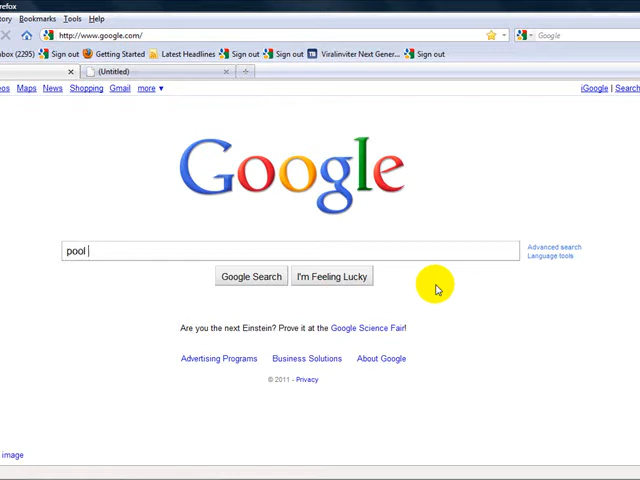 refox
tory Bookmarks Tools Help
http://www.google.com/
Google
nbox (2295) Sign out Getting Started Latest Headlines Sign out Sign out Viralinviter Next Gener... Sign out
(Untitled)
os Maps News Shopping Gmail more ▼
iGoogle | Search
Google
pool
Advanced search
Language tools
Google Search I'm Feeling Lucky
Are you the next Einstein? Prove it at the Google Science Fair!
Advertising Programs Business Solutions About Google
© 2011 - Privacy
image